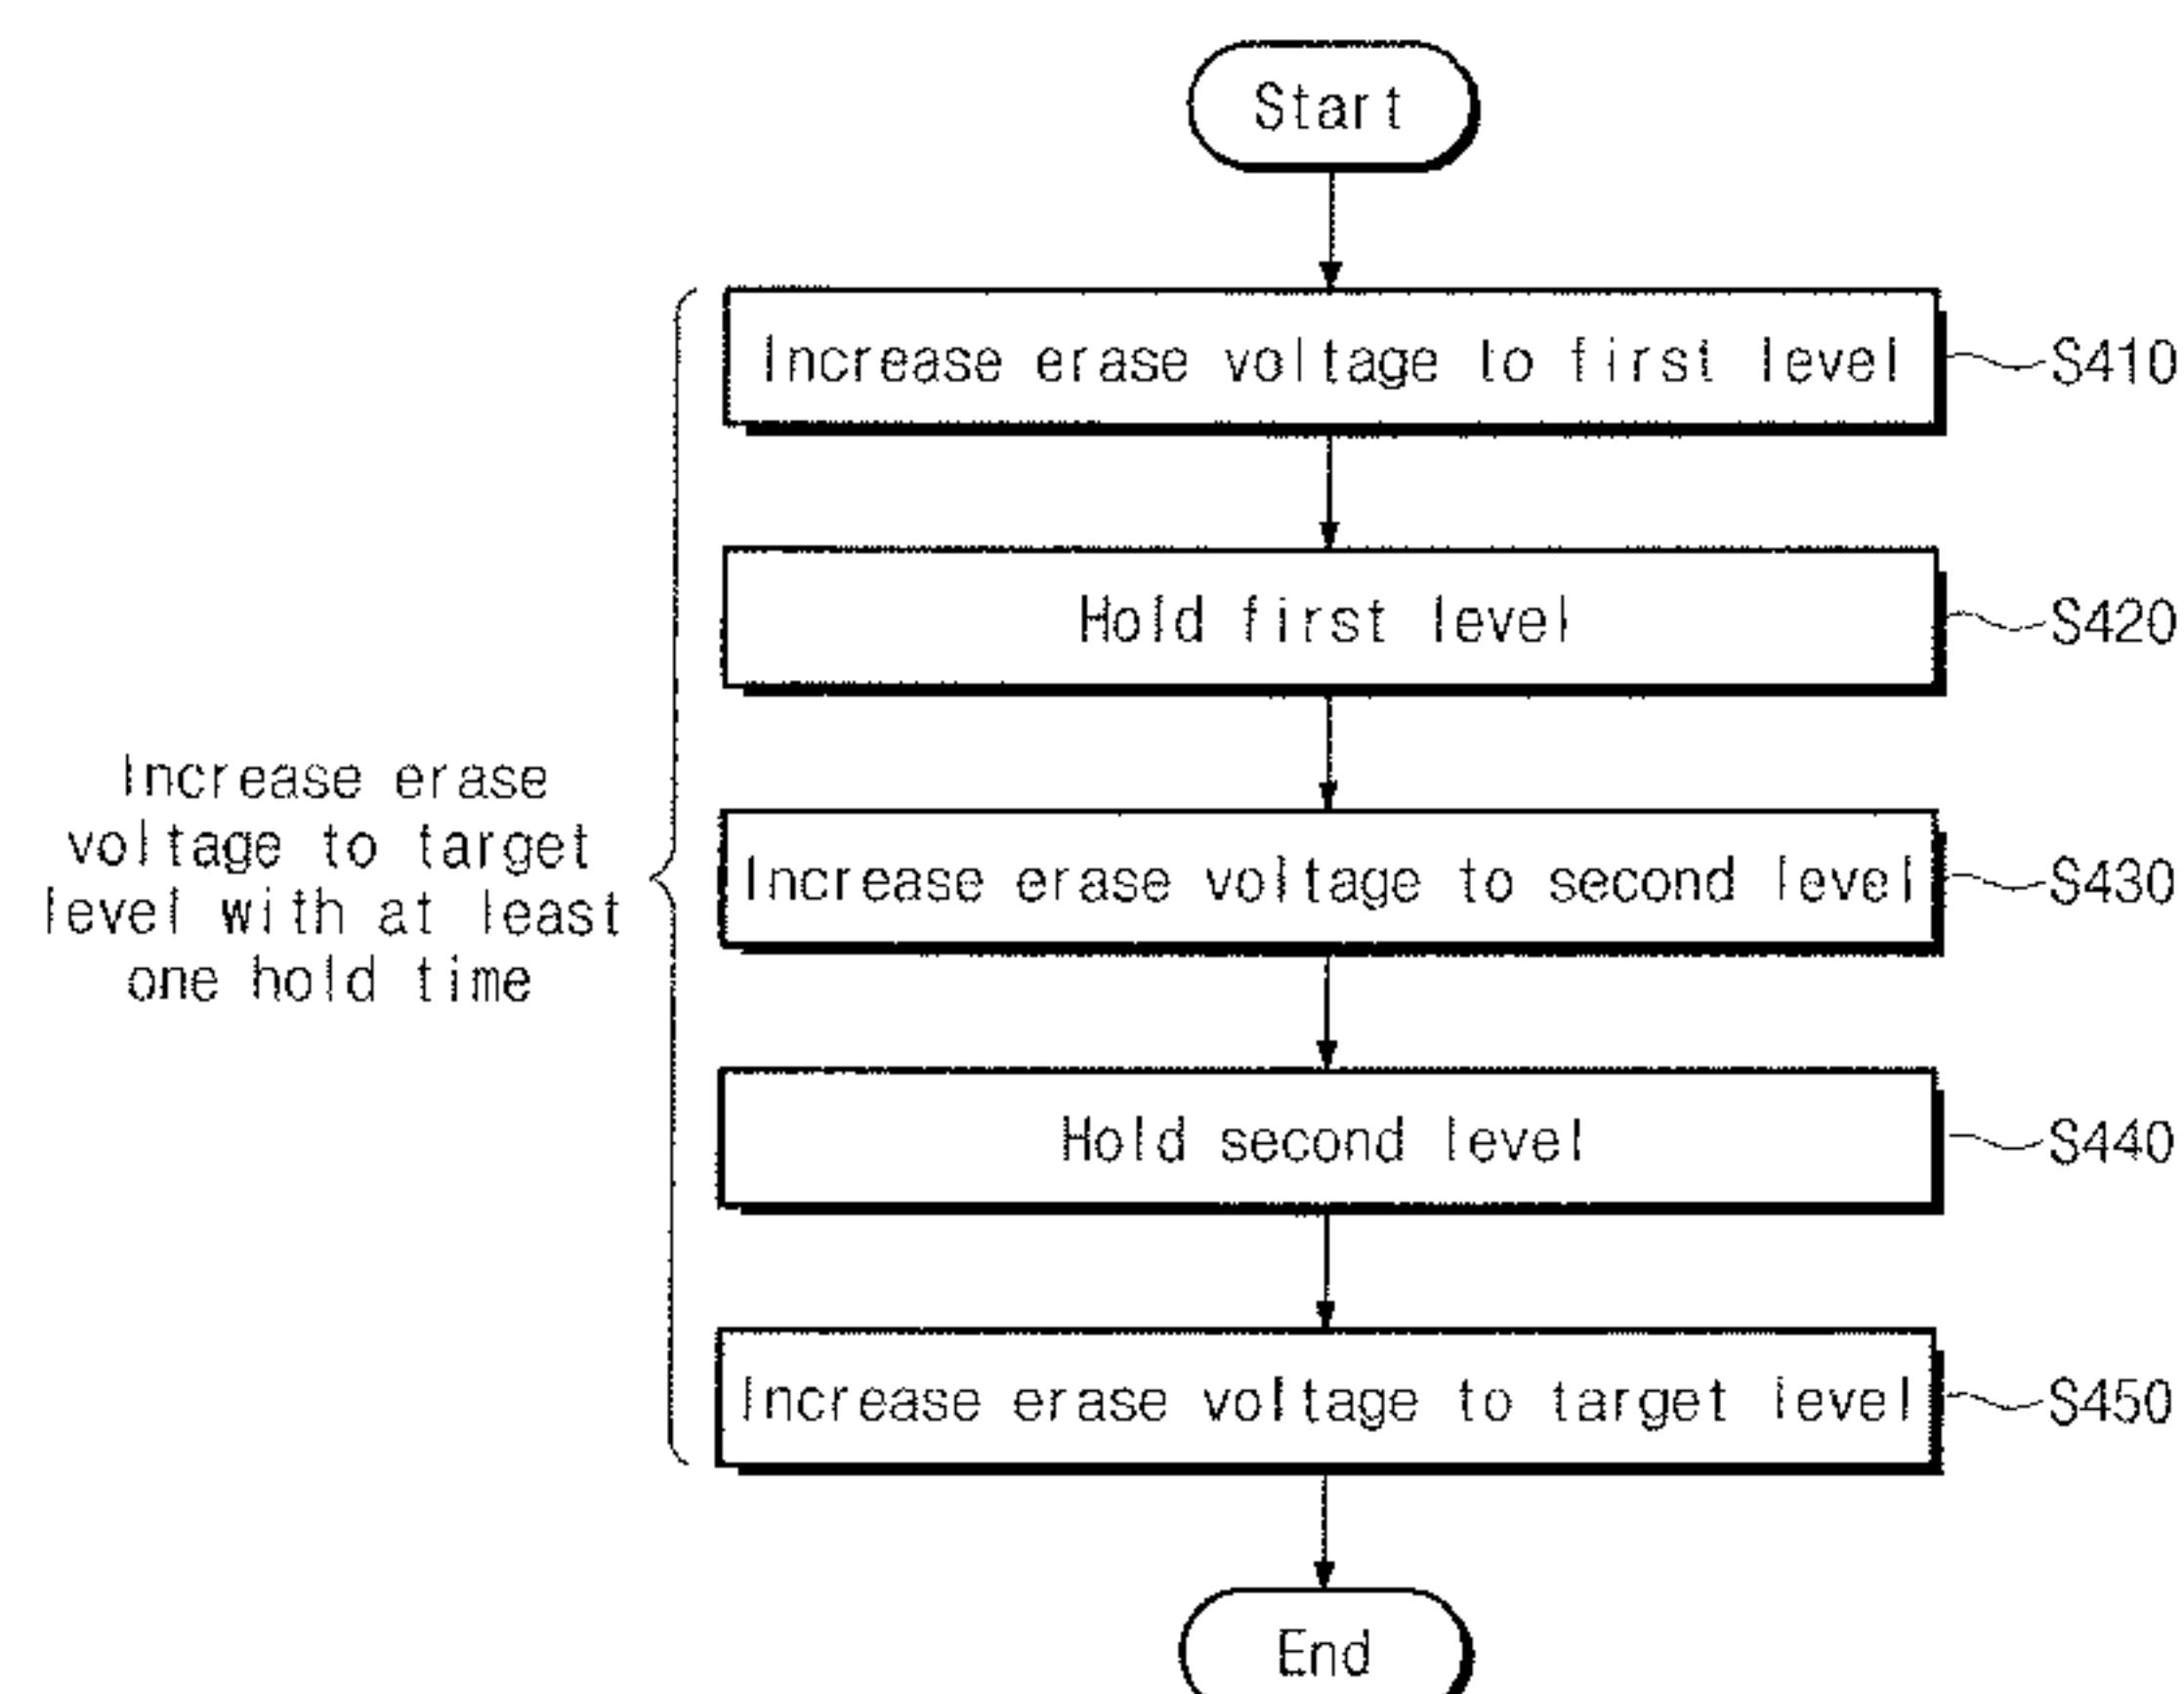 Start
Increase erase voltage to first level
S410
Hold first level
S420
Increase erase
voltage to target
level with at least
one hold time
Increase erase voltage to second level
S430
Hold second level
S440
Increase erase voltage to target level
S450
End